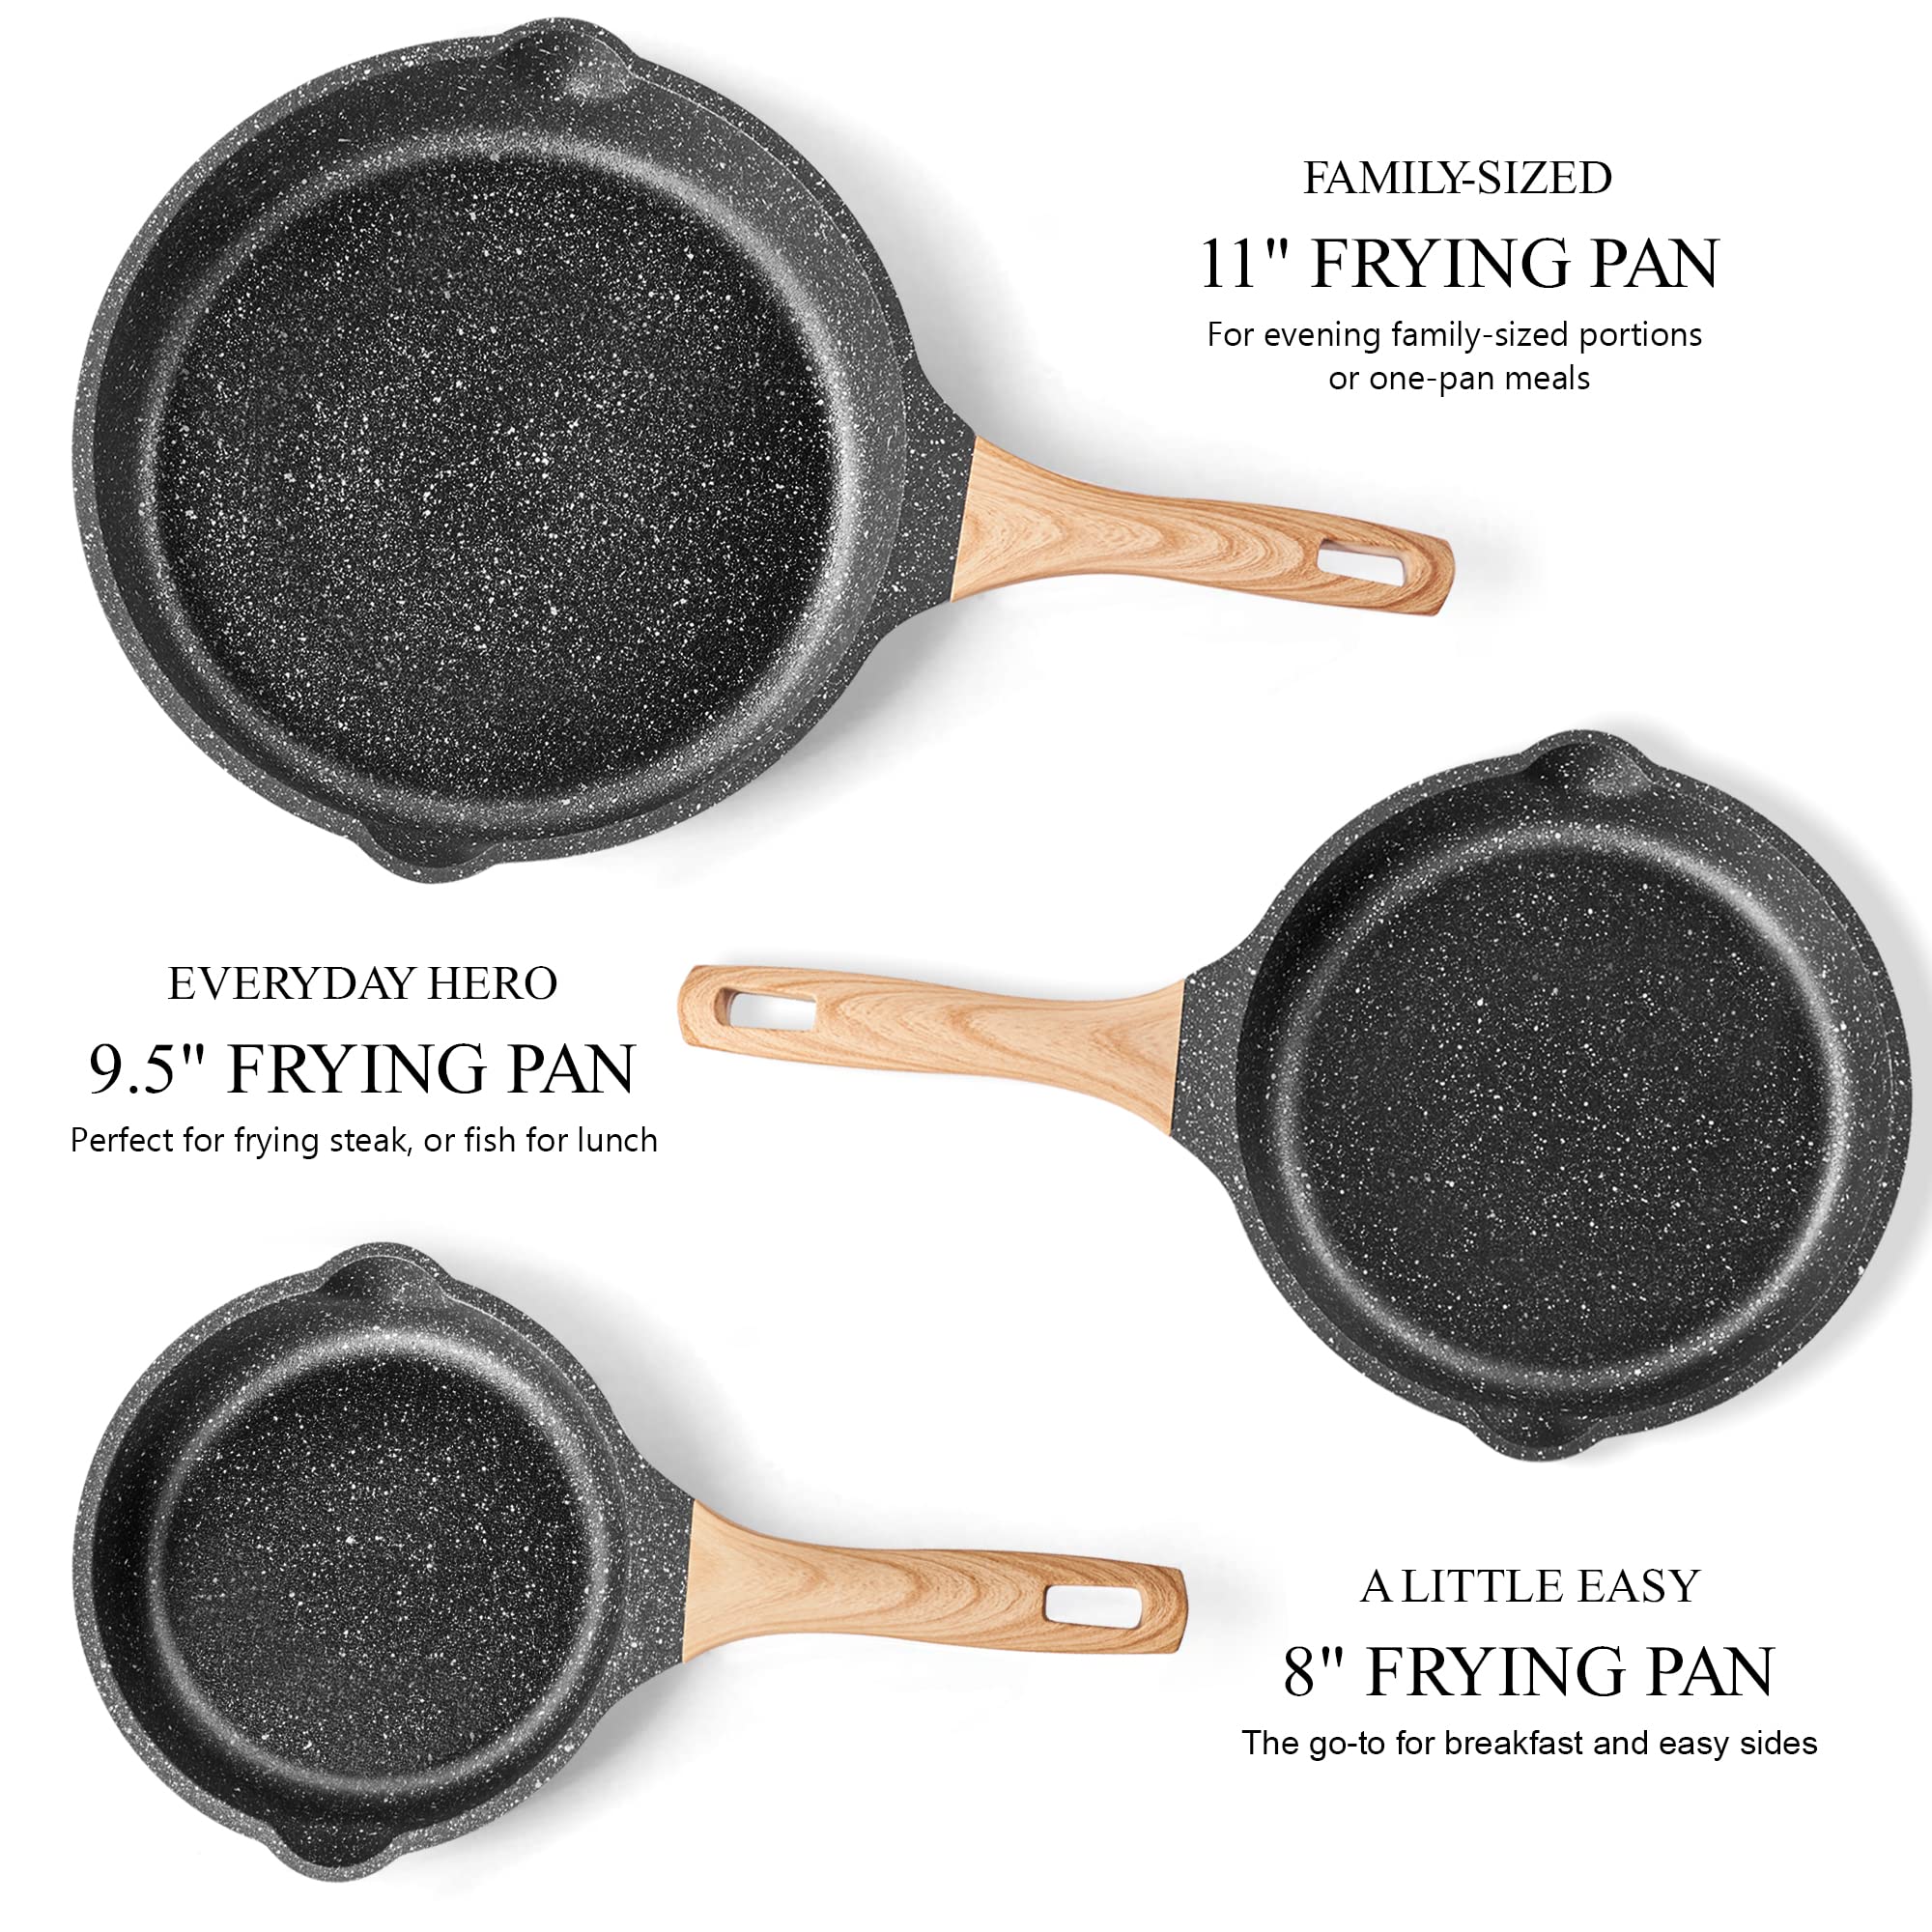 FAMILY-SIZED
11" FRYING PAN
For evening family-sized portions
or one-pan meals
EVERYDAY HERO
9.5" FRYING PAN
Perfect for frying steak, or fish for lunch
A LITTLE EASY
8" FRYING PAN
The go-to for breakfast and easy sides